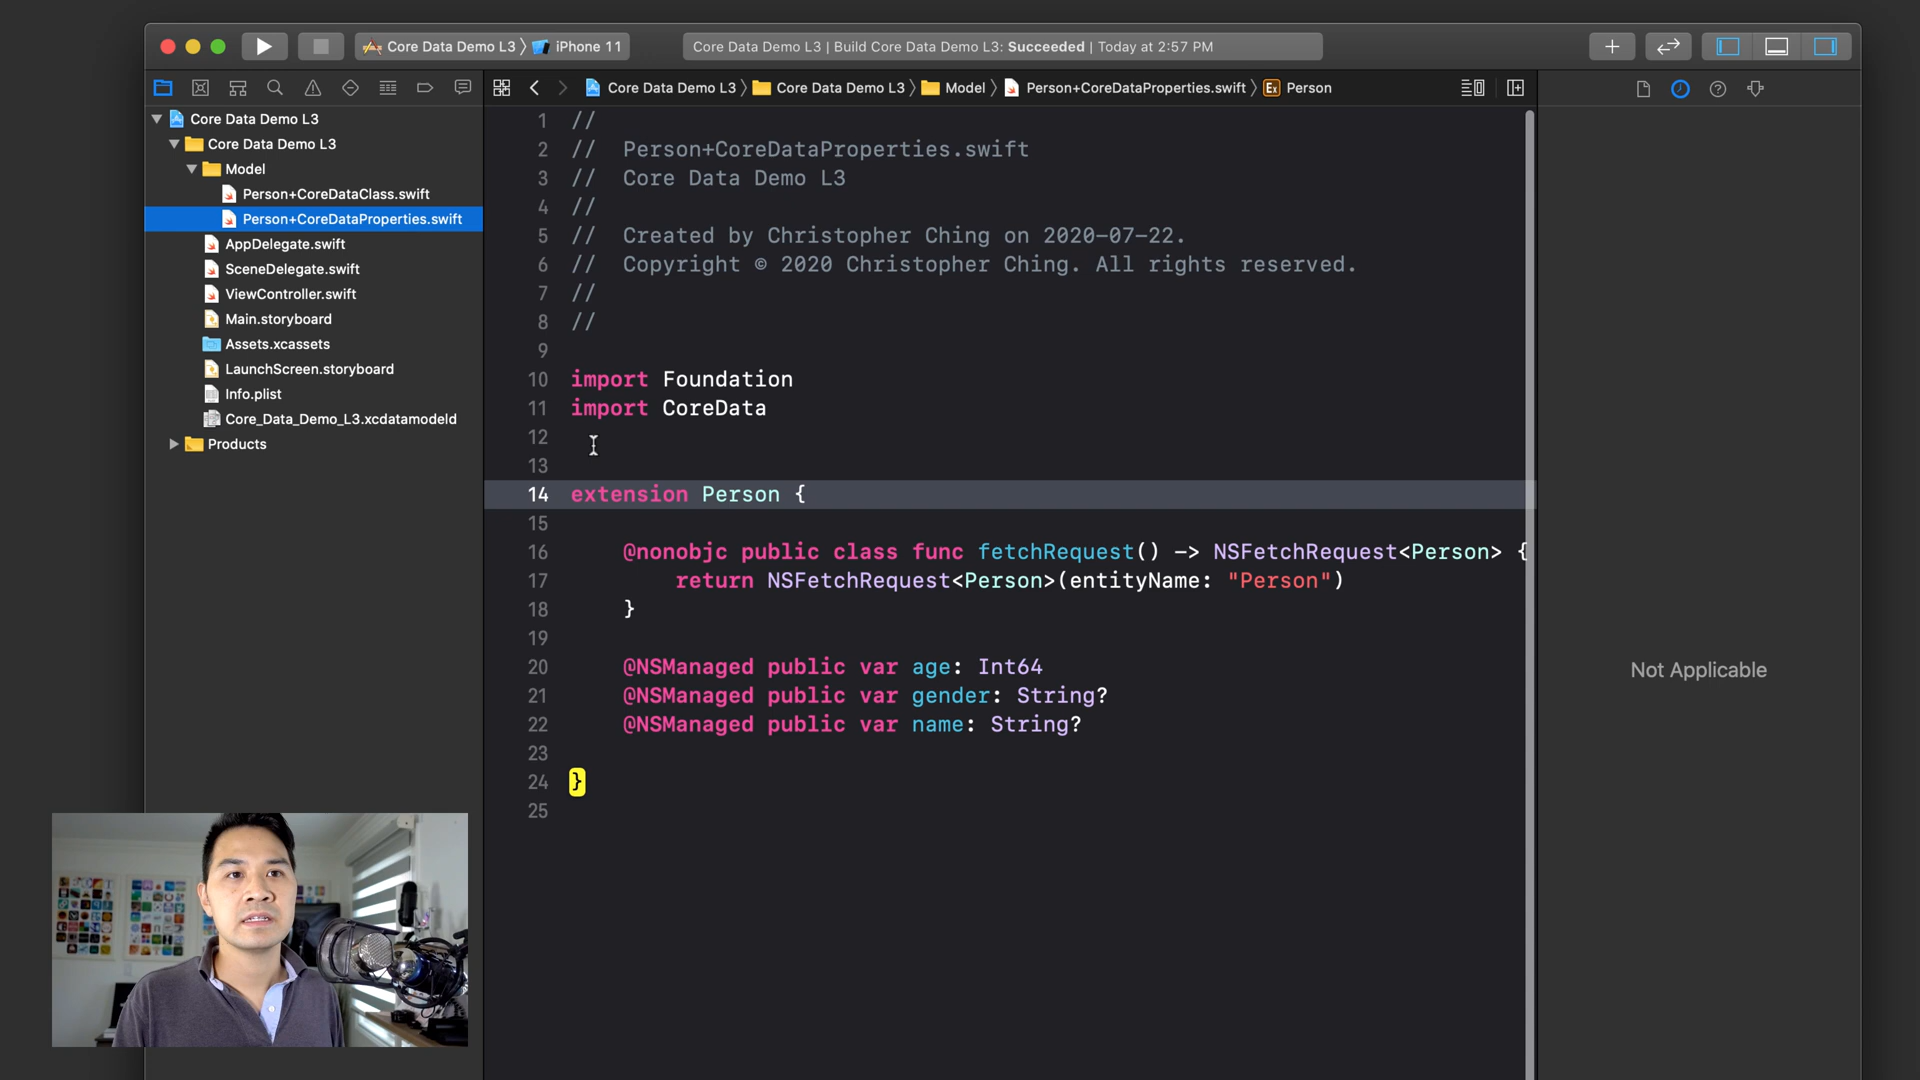 Core Data Demo L3 〉 iPhone 11
Core Data Demo L3 | Build Core Data Demo L3: Succeeded | Today at 2:57 PM
Core Data Demo L3 〉 Core Data Demo L3 〉 Model 〉 Person+CoreDataProperties.swift 〉 Ex Person
Core Data Demo L3
Core Data Demo L3
Model
Person+CoreDataClass.swift
Person+CoreDataProperties.swift
AppDelegate.swift
SceneDelegate.swift
ViewController.swift
Main.storyboard
Assets.xcassets
LaunchScreen.storyboard
Info.plist
Core_Data_Demo_L3.xcdatamodeld
Products
1 //
2 //  Person+CoreDataProperties.swift
3 //  Core Data Demo L3
4 //
5 //  Created by Christopher Ching on 2020-07-22.
6 //  Copyright © 2020 Christopher Ching. All rights reserved.
7 //
8 //
9
10 import Foundation
11 import CoreData
12
13
14 extension Person {
15
16     @nonobjc public class func fetchRequest() -> NSFetchRequest<Person> {
17         return NSFetchRequest<Person>(entityName: "Person")
18     }
19
20     @NSManaged public var age: Int64
21     @NSManaged public var gender: String?
22     @NSManaged public var name: String?
23
24 }
25
Not Applicable